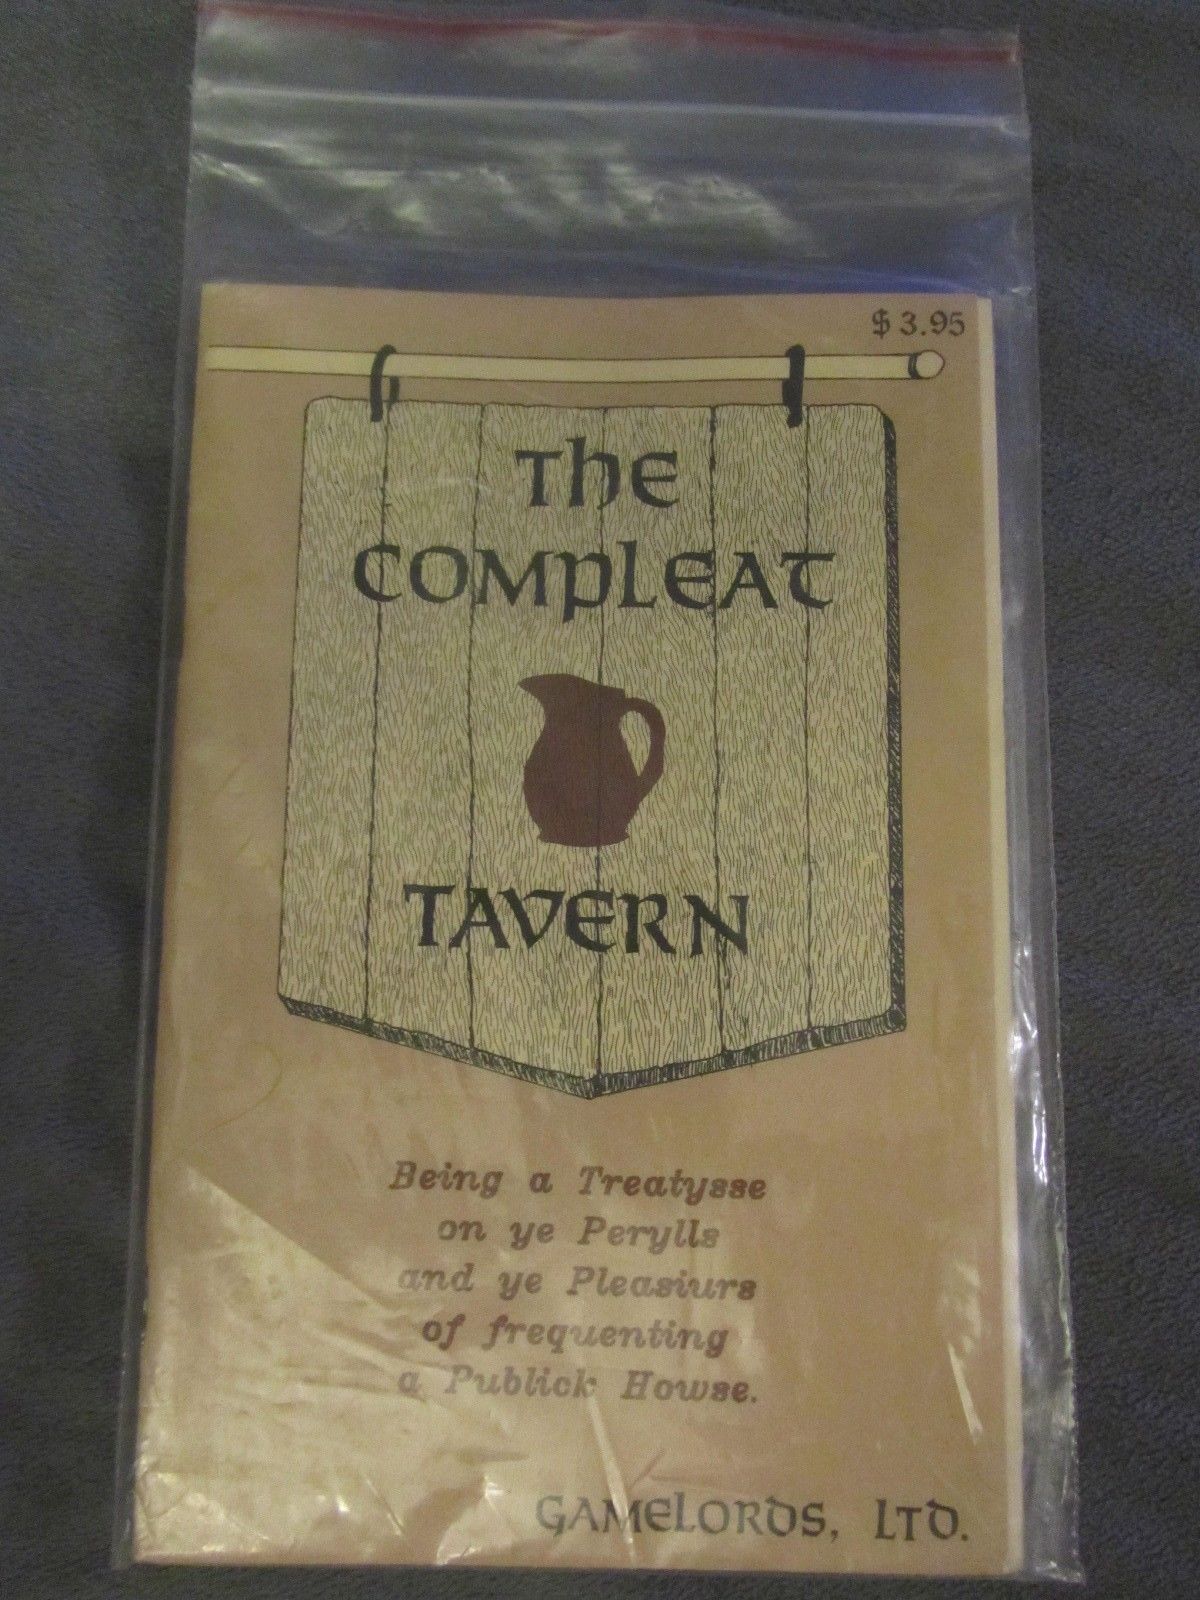 $3.95
The
Compleat
Tavern
Being a Treatysse
on ye Perylls
and ye Pleasiurs
of frequenting
a Publick Howse.
Gamelords, Ltd.